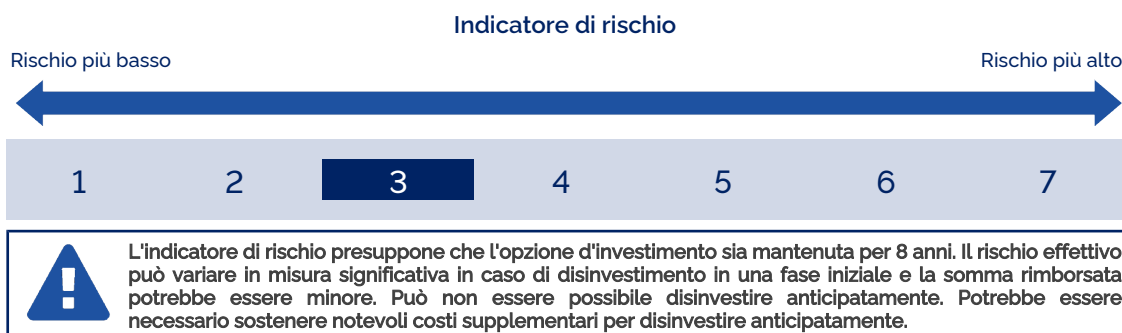 Indicatore di rischio
Rischio più basso Rischio più alto
1 2 3 4 5 6 7
L'indicatore di rischio presuppone che l'opzione d'investimento sia mantenuta per 8 anni. Il rischio effettivo
può variare in misura significativa in caso di disinvestimento in una fase iniziale e la somma rimborsata
potrebbe essere minore. Può non essere possibile disinvestire anticipatamente. Potrebbe essere
necessario sostenere notevoli costi supplementari per disinvestire anticipatamente.